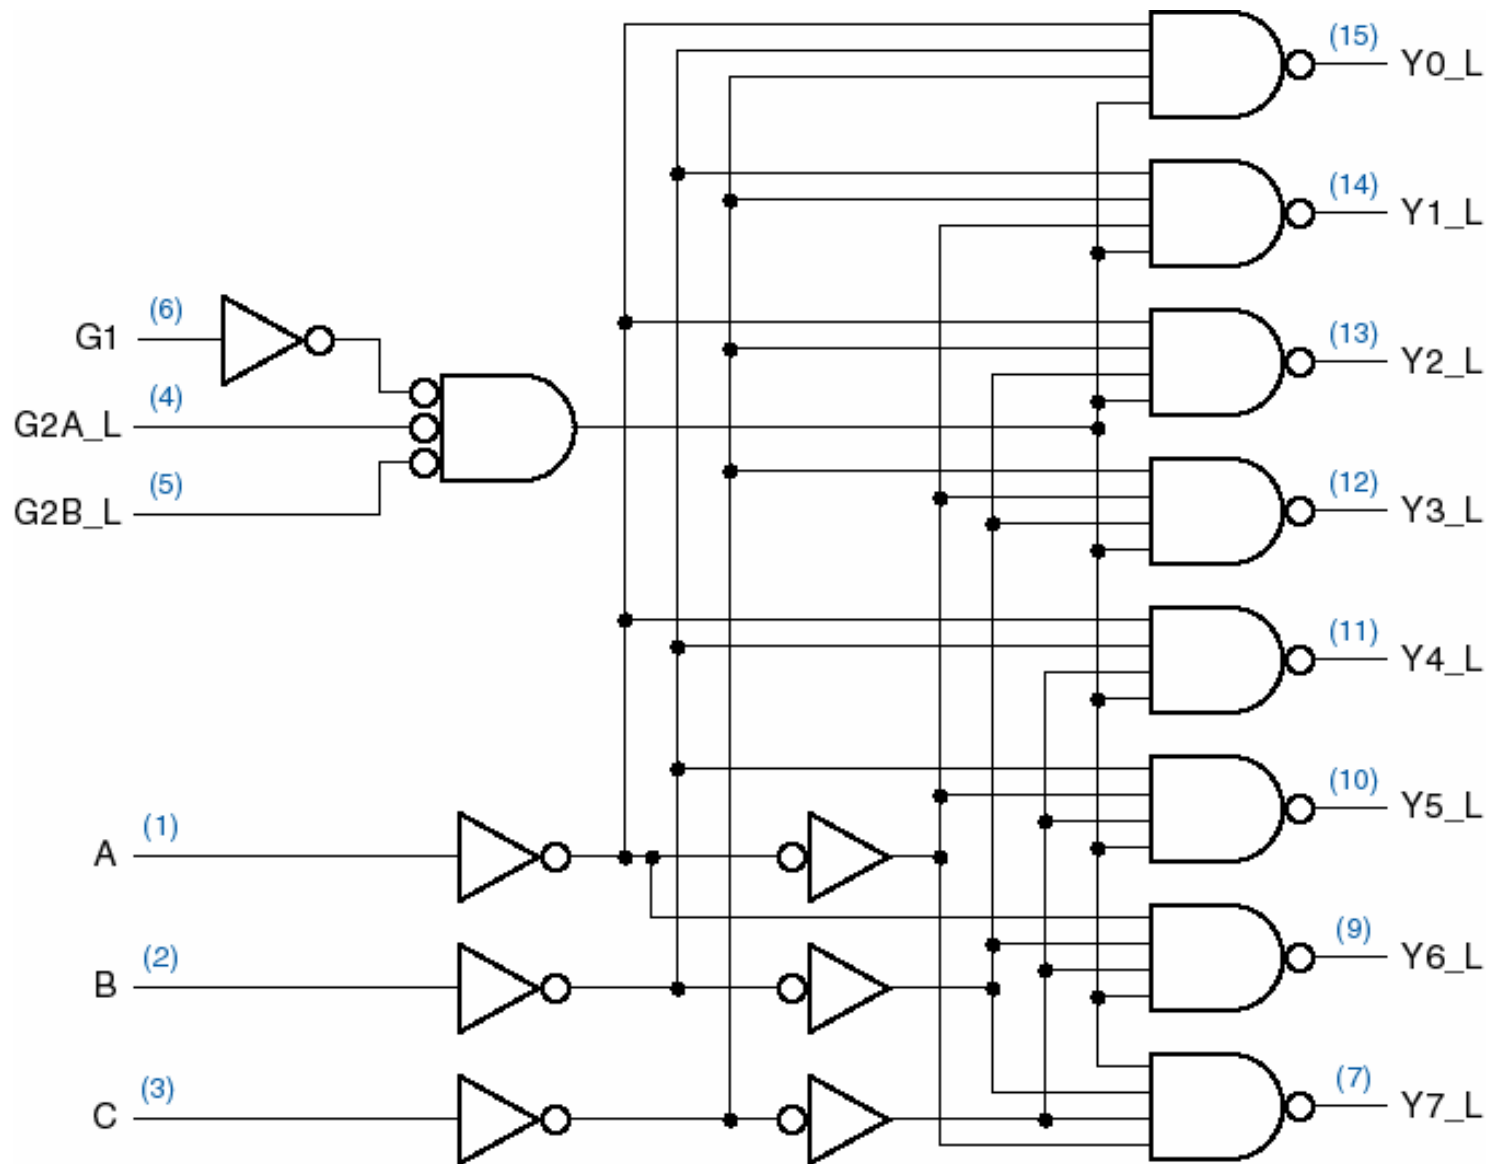 (15) Y0_L
(14) Y1_L
(6) G1
(13) Y2_L
(4) G2A_L
(5) G2B_L
(12) Y3_L
(11) Y4_L
(10) Y5_L
(1) A
(9) Y6_L
(2) B
(7) Y7_L
(3) C